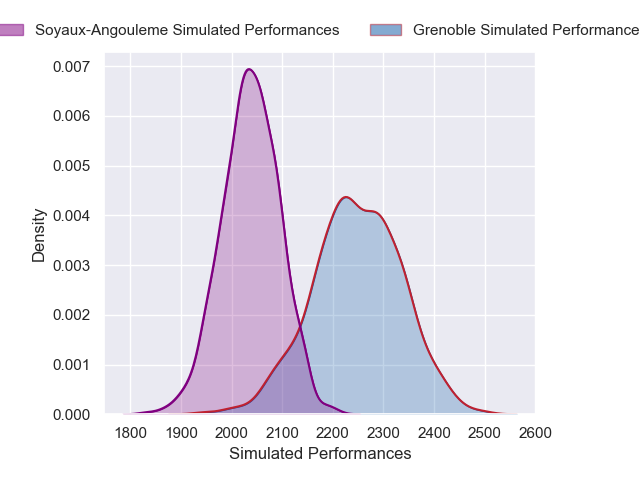 Soyaux-Angouleme Simulated Performances Grenoble Simulated Performance
0.007
0.006
0.005
0.004
0.003
0.002
0.001
0.000
Density
1800 1900 2000 2100 2200 2300 2400 2500 2600
Simulated Performances